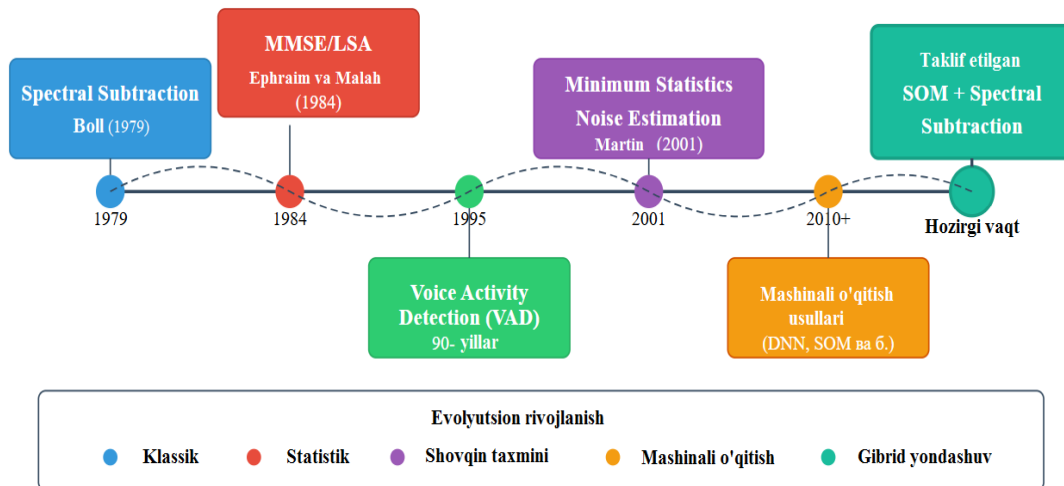 Spectral Subtraction
Boll (1979)
MMSE/LSA
Ephraim va Malah
(1984)
Minimum Statistics
Noise Estimation
Martin (2001)
Taklif etilgan
SOM + Spectral
Subtraction
1979
1984
1995
2001
2010+
Hozirgi vaqt
Voice Activity
Detection (VAD)
90- yillar
Mashinali o'qitish
usullari
(DNN, SOM ва б.)
Evolyutsion rivojlanish
Klassik
Statistik
Shovqin taxmini
Mashinali o'qitish
Gibrid yondashuv